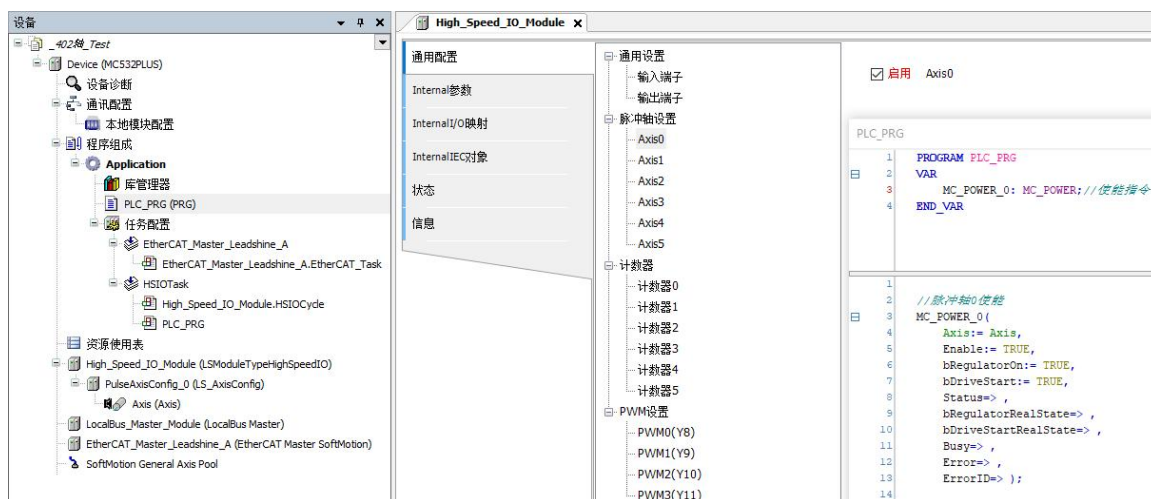 设备
_402轴_Test
Device (MC532PLUS)
设备诊断
通讯配置
本地模块配置
程序组成
Application
库管理器
PLC_PRG (PRG)
任务配置
EtherCAT_Master_Leadshine_A
EtherCAT_Master_Leadshine_A.EtherCAT_Task
HSIOTask
High_Speed_IO_Module.HSIOCycle
PLC_PRG
资源使用表
High_Speed_IO_Module (LSModuleTypeHighSpeedIO)
PulseAxisConfig_0 (LS_AxisConfig)
Axis (Axis)
LocalBus_Master_Module (LocalBus Master)
EtherCAT_Master_Leadshine_A (EtherCAT Master SoftMotion)
SoftMotion General Axis Pool
High_Speed_IO_Module
通用配置
Internal参数
InternalI/O映射
InternalIEC对象
状态
信息
通用设置
输入端子
输出端子
脉冲轴设置
Axis0
Axis1
Axis2
Axis3
Axis4
Axis5
计数器
计数器0
计数器1
计数器2
计数器3
计数器4
计数器5
PWM设置
PWM0(Y8)
PWM1(Y9)
PWM2(Y10)
PWM3(Y11)
启用 Axis0
PLC_PRG
1 PROGRAM PLC_PRG
2 VAR
3 MC_POWER_0: MC_POWER;//使能指令
4 END_VAR
1
2 //脉冲轴0使能
3 MC_POWER_0(
4 Axis:= Axis,
5 Enable:= TRUE,
6 bRegulatorOn:= TRUE,
7 bDriveStart:= TRUE,
8 Status=> ,
9 bRegulatorRealState=> ,
10 bDriveStartRealState=> ,
11 Busy=> ,
12 Error=> ,
13 ErrorID=> );
14